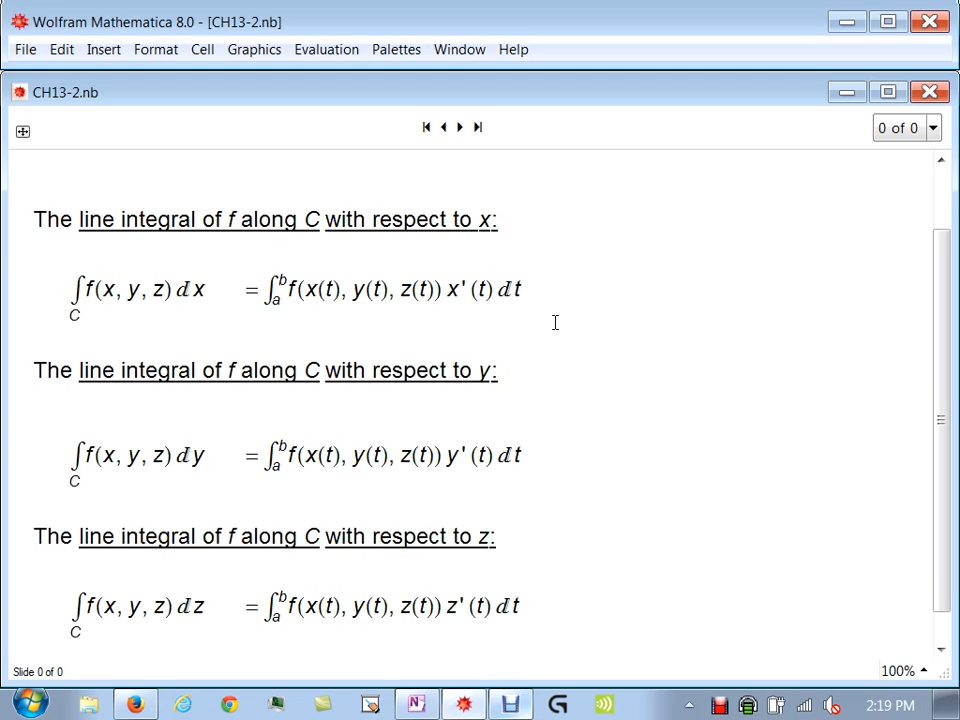 Wolfram Mathematica 8.0 - [CH13-2.nb]
File Edit Insert Format Cell Graphics Evaluation Palettes Window Help
CH13-2.nb
0 of 0
The line integral of f along C with respect to x:
∫f(x, y, z) ⅆx = ∫ₐᵇf(x(t), y(t), z(t)) x' (t) ⅆt
C
The line integral of f along C with respect to y:
∫f(x, y, z) ⅆy = ∫ₐᵇf(x(t), y(t), z(t)) y' (t) ⅆt
C
The line integral of f along C with respect to z:
∫f(x, y, z) ⅆz = ∫ₐᵇf(x(t), y(t), z(t)) z' (t) ⅆt
C
Slide 0 of 0
100%
2:19 PM